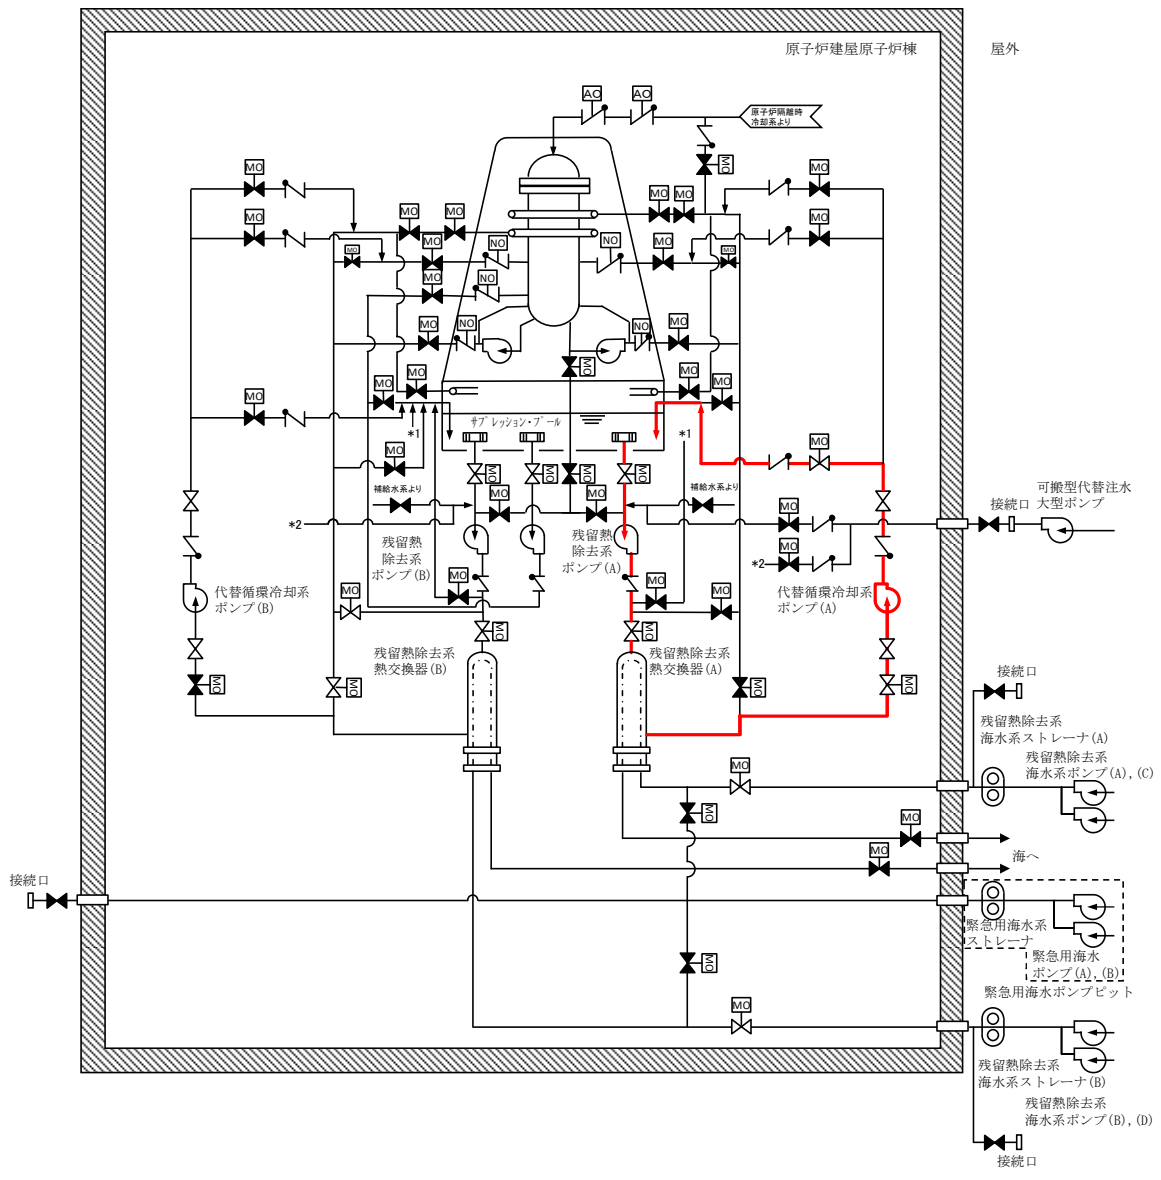 原子炉建屋原子炉棟
屋外
AO
AO
原子炉隔離時
冷却系より
MO
MO
MO
MO
MO
MO
MO
MO
MO
MO
MO
MO
MO
NO
NO
MO
MO
MO
NO
MO
MO
NO
NO
MO
MO
MO
MO
MO
MO
MO
サプレッション・プール
*1
*1
MO
MO
MO
MO
MO
MO
補給水系より
補給水系より
MO
MO
MO
可搬型代替注水
大型ポンプ
接続口
*2
残留熱
除去系
ポンプ(B)
残留熱
除去系
ポンプ(A)
MO
*2
MO
MO
MO
MO
代替循環冷却系
ポンプ(B)
代替循環冷却系
ポンプ(A)
MO
MO
残留熱除去系
熱交換器(B)
残留熱除去系
熱交換器(A)
MO
MO
MO
MO
接続口
残留熱除去系
海水系ストレーナ(A)
残留熱除去系
海水系ポンプ(A),(C)
MO
MO
MO
MO
海へ
接続口
緊急用海水系
ストレーナ
緊急用海水
ポンプ(A),(B)
緊急用海水ポンプピット
MO
MO
残留熱除去系
海水系ストレーナ(B)
残留熱除去系
海水系ポンプ(B),(D)
接続口